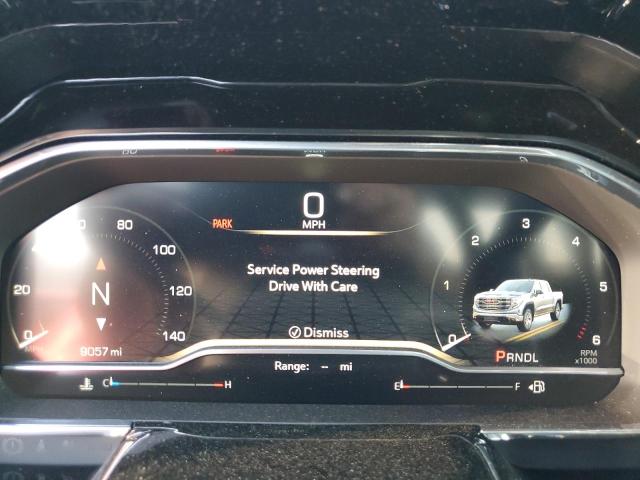 0
MPH
PARK
Service Power Steering
Drive With Care
Dismiss
20
80
100
120
140
0
MPH
N
9057 mi
Range: -- mi
C H
E F
0
1
2
3
4
5
6
RPM
x1000
PRNDL